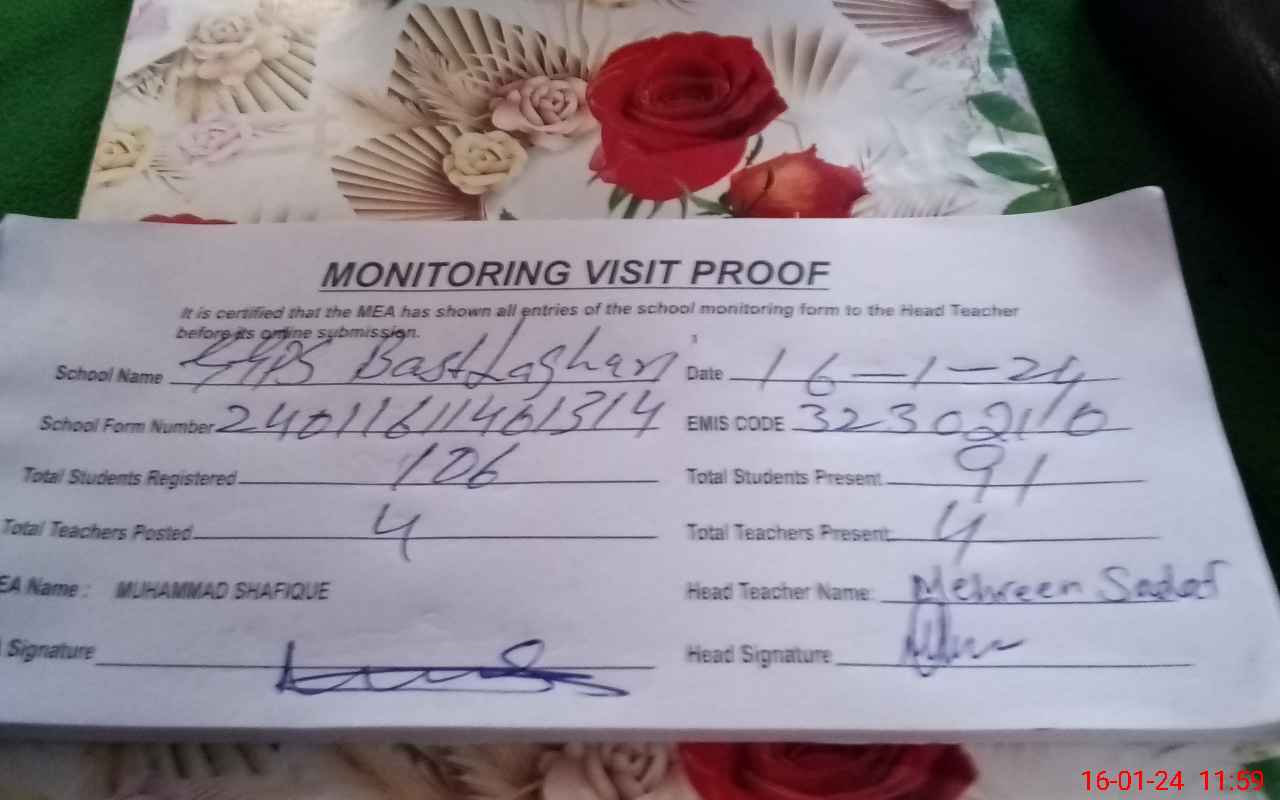 MONITORING VISIT PROOF
It is certified that the MEA has shown all entries of the school monitoring form to the Head Teacher
before its online submission.
School Name GGPS Basti Laghari Date 16-1-24
School Form Number EMIS CODE 32302110
Total Students Registered 106 Total Students Present 91
Total Teachers Posted 4 Total Teachers Present 4
EA Name : MUHAMMAD SHAFIQUE Head Teacher Name: Mehreen Sadaf
Signature Head Signature
16-01-24 11:59